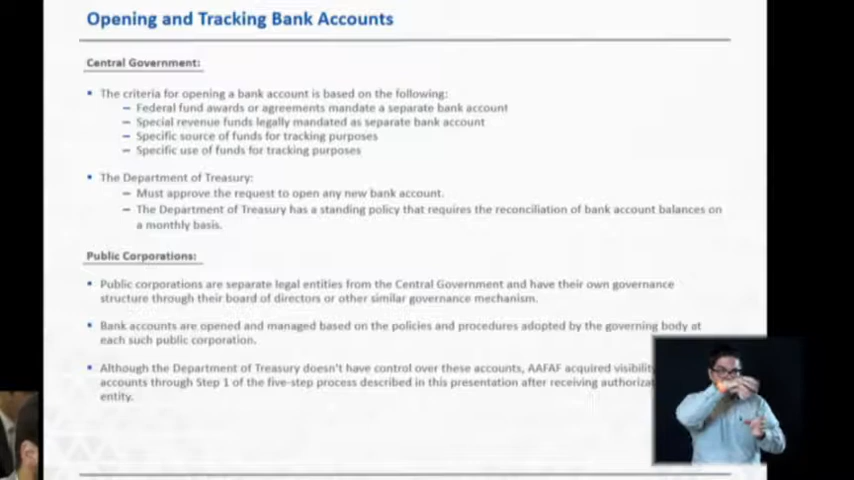 Opening and Tracking Bank Accounts
Central Government:
▪ The criteria for opening a bank account is based on the following:
– Federal fund awards or agreements mandate a separate bank account
– Special revenue funds legally mandated as separate bank account
– Specific source of funds for tracking purposes
– Specific use of funds for tracking purposes
▪ The Department of Treasury:
– Must approve the request to open any new bank account.
– The Department of Treasury has a standing policy that requires the reconciliation of bank account balances on
a monthly basis.
Public Corporations:
▪ Public corporations are separate legal entities from the Central Government and have their own governance
structure through their board of directors or other similar governance mechanism.
▪ Bank accounts are opened and managed based on the policies and procedures adopted by the governing body at
each such public corporation.
▪ Although the Department of Treasury doesn't have control over these accounts, AAFAF acquired
accounts through Step 1 of the five-step process described in this presentation after receiving
entity.